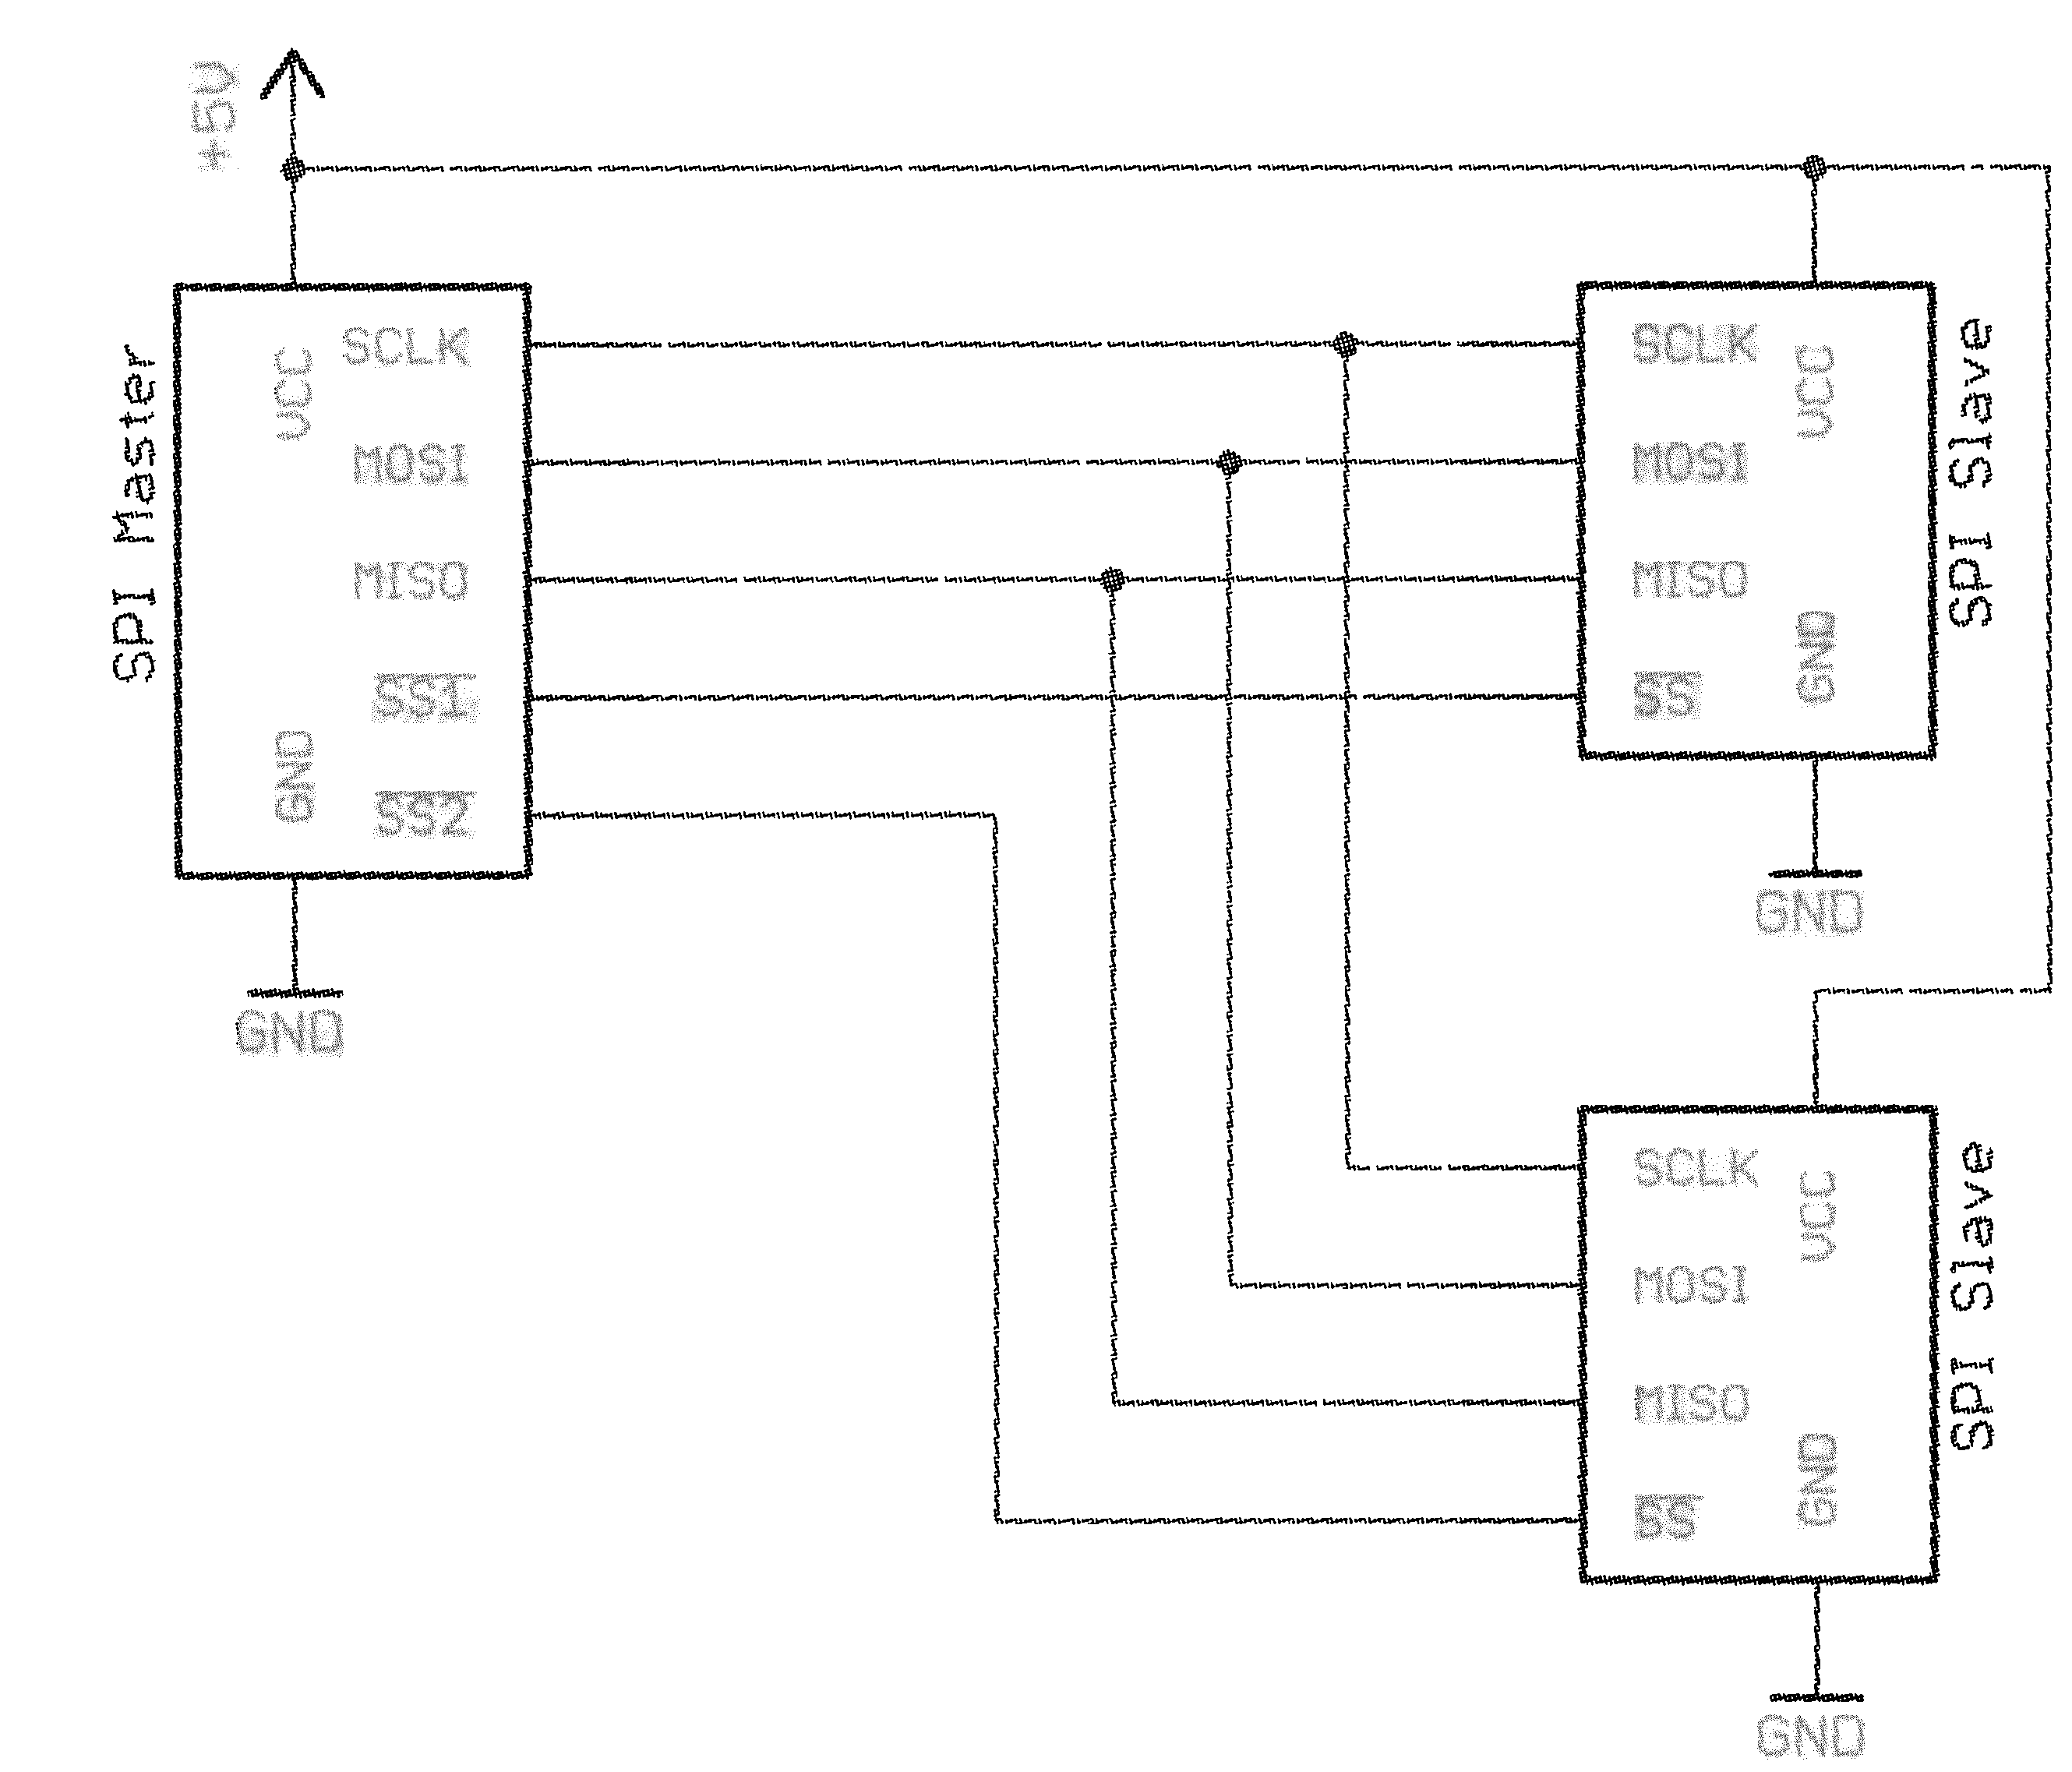 +5V
SPI Master
VCC
SCLK
MOSI
MISO
SS1
SS2
GND
GND
SCLK
MOSI
MISO
SS
VCC
GND
SPI Slave
GND
SCLK
MOSI
MISO
SS
VCC
GND
SPI Slave
GND